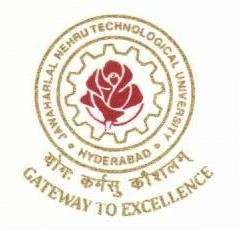 JAWAHARLAL NEHRU TECHNOLOGICAL UNIVERSITY
HYDERABAD
योगः कर्मसु कौशलम्
GATEWAY TO EXCELLENCE